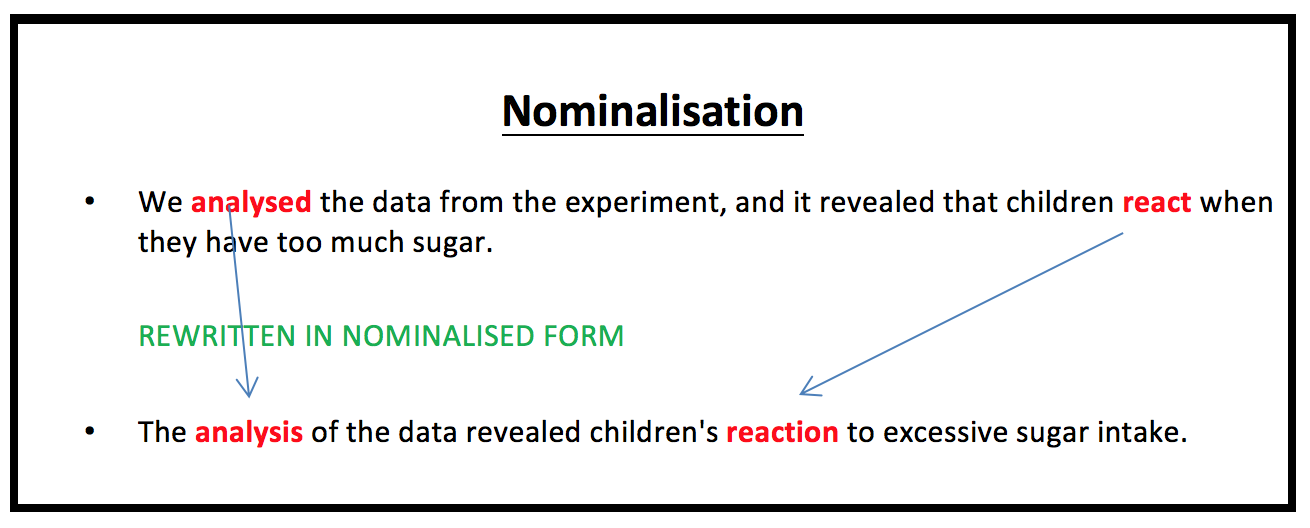 Nominalisation
• We analysed the data from the experiment, and it revealed that children react when
they have too much sugar.
REWRITTEN IN NOMINALISED FORM
• The analysis of the data revealed children's reaction to excessive sugar intake.